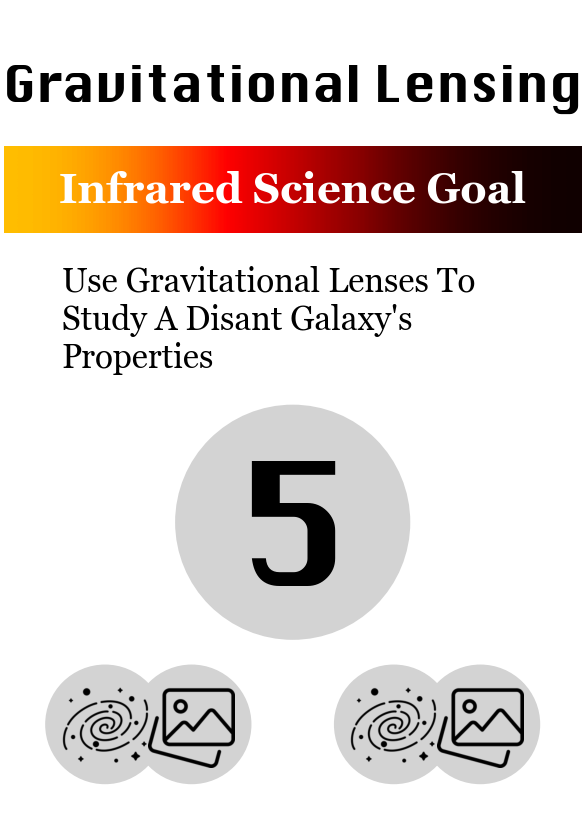 Gravitational Lensing
Infrared Science Goal
Use Gravitational Lenses To
Study A Disant Galaxy's
Properties
5